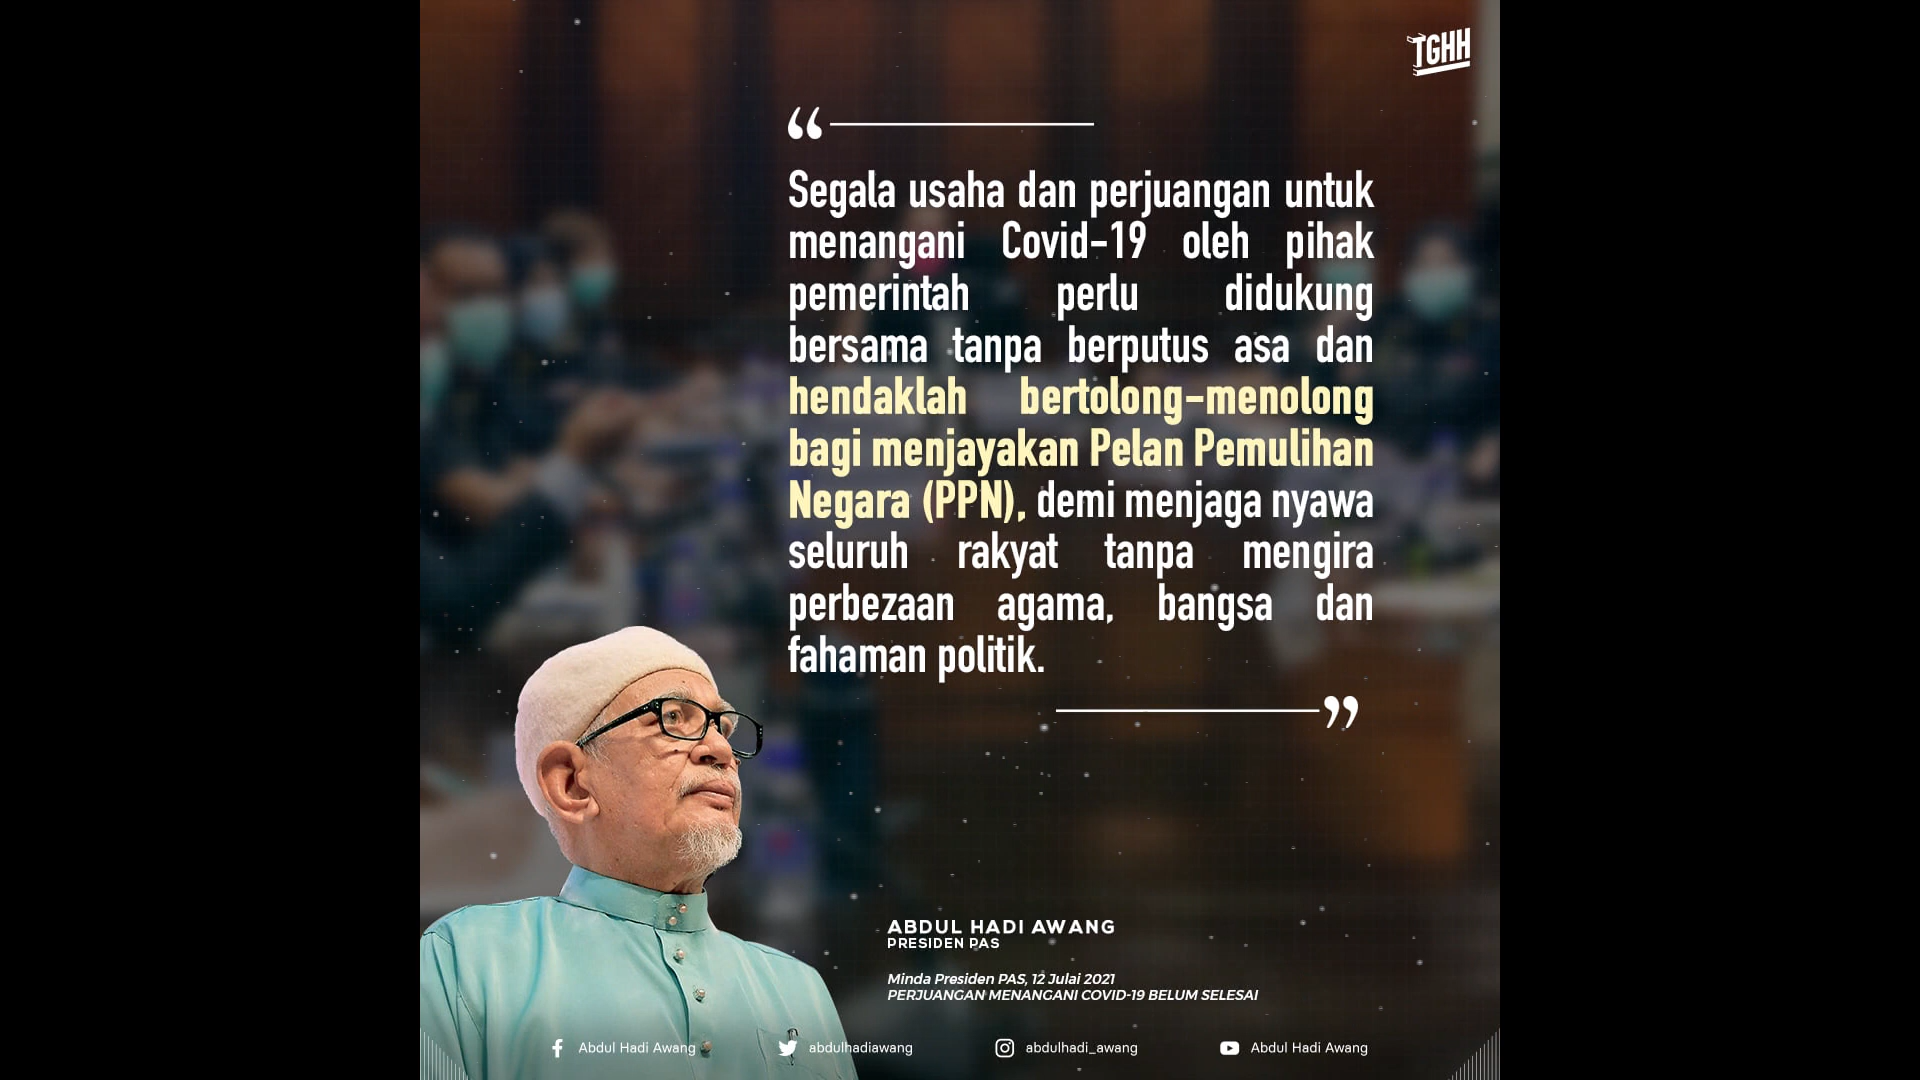 TGHH
“
Segala usaha dan perjuangan untuk
menangani Covid-19 oleh pihak
pemerintah perlu didukung
bersama tanpa berputus asa dan
hendaklah bertolong-menolong
bagi menjayakan Pelan Pemulihan
Negara (PPN), demi menjaga nyawa
seluruh rakyat tanpa mengira
perbezaan agama, bangsa dan
fahaman politik.
”
ABDUL HADI AWANG
PRESIDEN PAS
Minda Presiden PAS, 12 Julai 2021
PERJUANGAN MENANGANI COVID-19 BELUM SELESAI
Abdul Hadi Awang abdulhadiawang abdulhadi_awang Abdul Hadi Awang